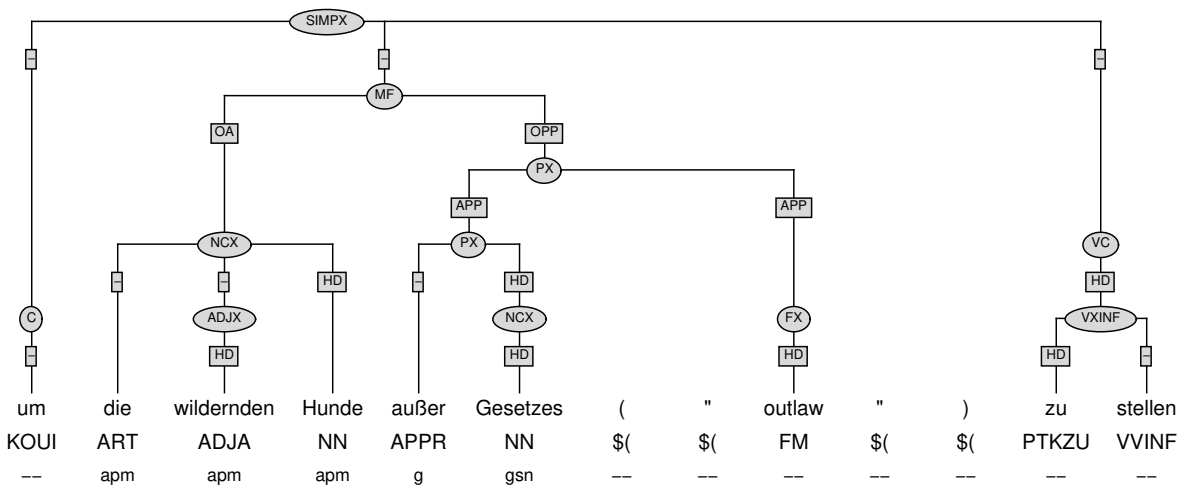 SIMPX
– – –
MF
OA OPP
PX
APP APP
NCX PX VC
– – HD – HD HD
C ADJX NCX FX VXINF
– HD HD HD HD –
um die wildernden Hunde außer Gesetzes ( " outlaw " ) zu stellen
KOUI ART ADJA NN APPR NN $( $( FM $( $( PTKZU VVINF
–– apm apm apm g gsn –– –– –– –– –– –– ––